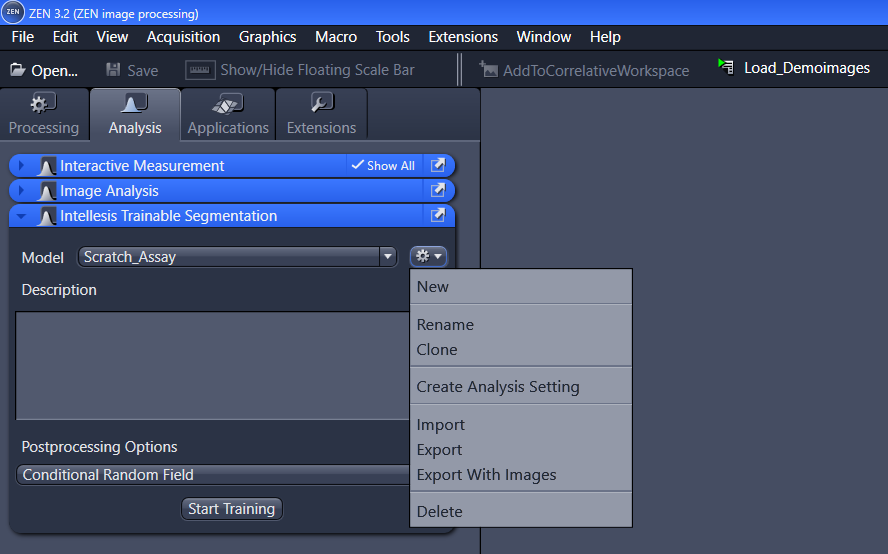 ZEN
ZEN 3.2 (ZEN image processing)
File Edit View Acquisition Graphics Macro Tools Extensions Window Help
Open... Save Show/Hide Floating Scale Bar AddToCorrelativeWorkspace Load_Demoimages
Processing Analysis Applications Extensions
Interactive Measurement Show All
Image Analysis
Intellesis Trainable Segmentation
Model Scratch_Assay
New
Description
Rename
Clone
Create Analysis Setting
Import
Postprocessing Options
Export
Conditional Random Field
Export With Images
Start Training
Delete